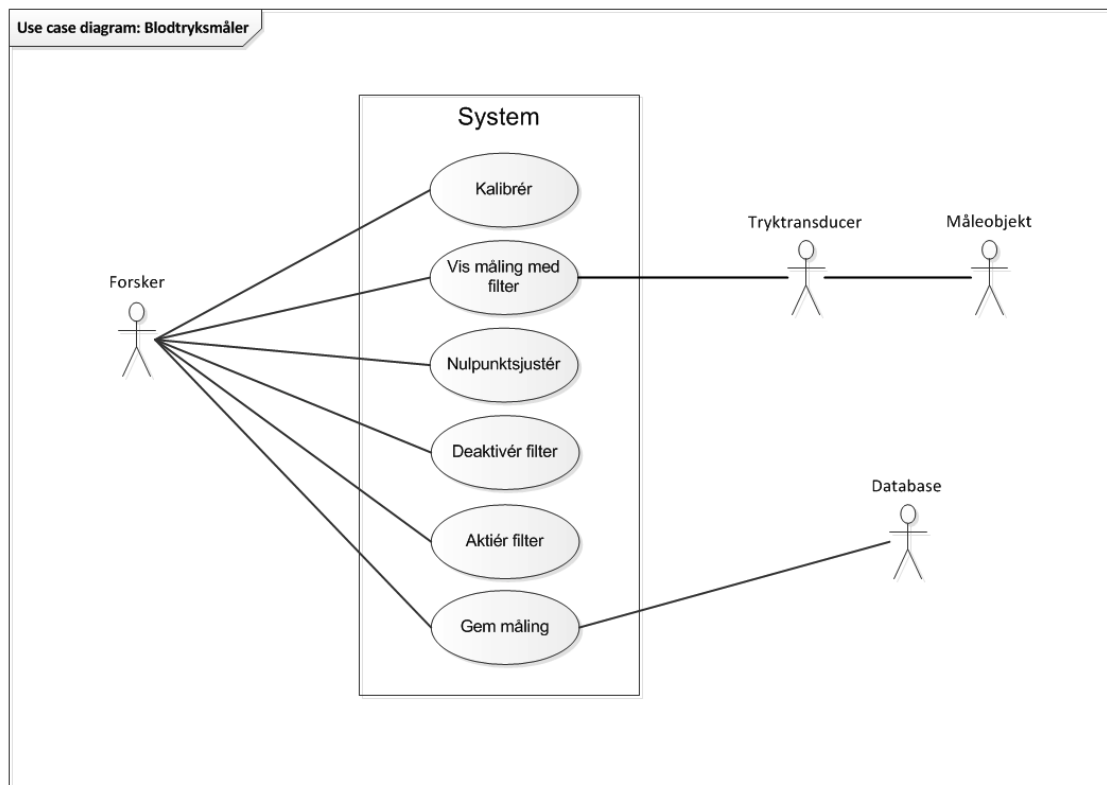 Use case diagram: Blodtryksmåler
System
Kalibrér
Tryktransducer
Måleobjekt
Vis måling med
filter
Forsker
Nulpunktsjustér
Deaktivér filter
Database
Aktiér filter
Gem måling